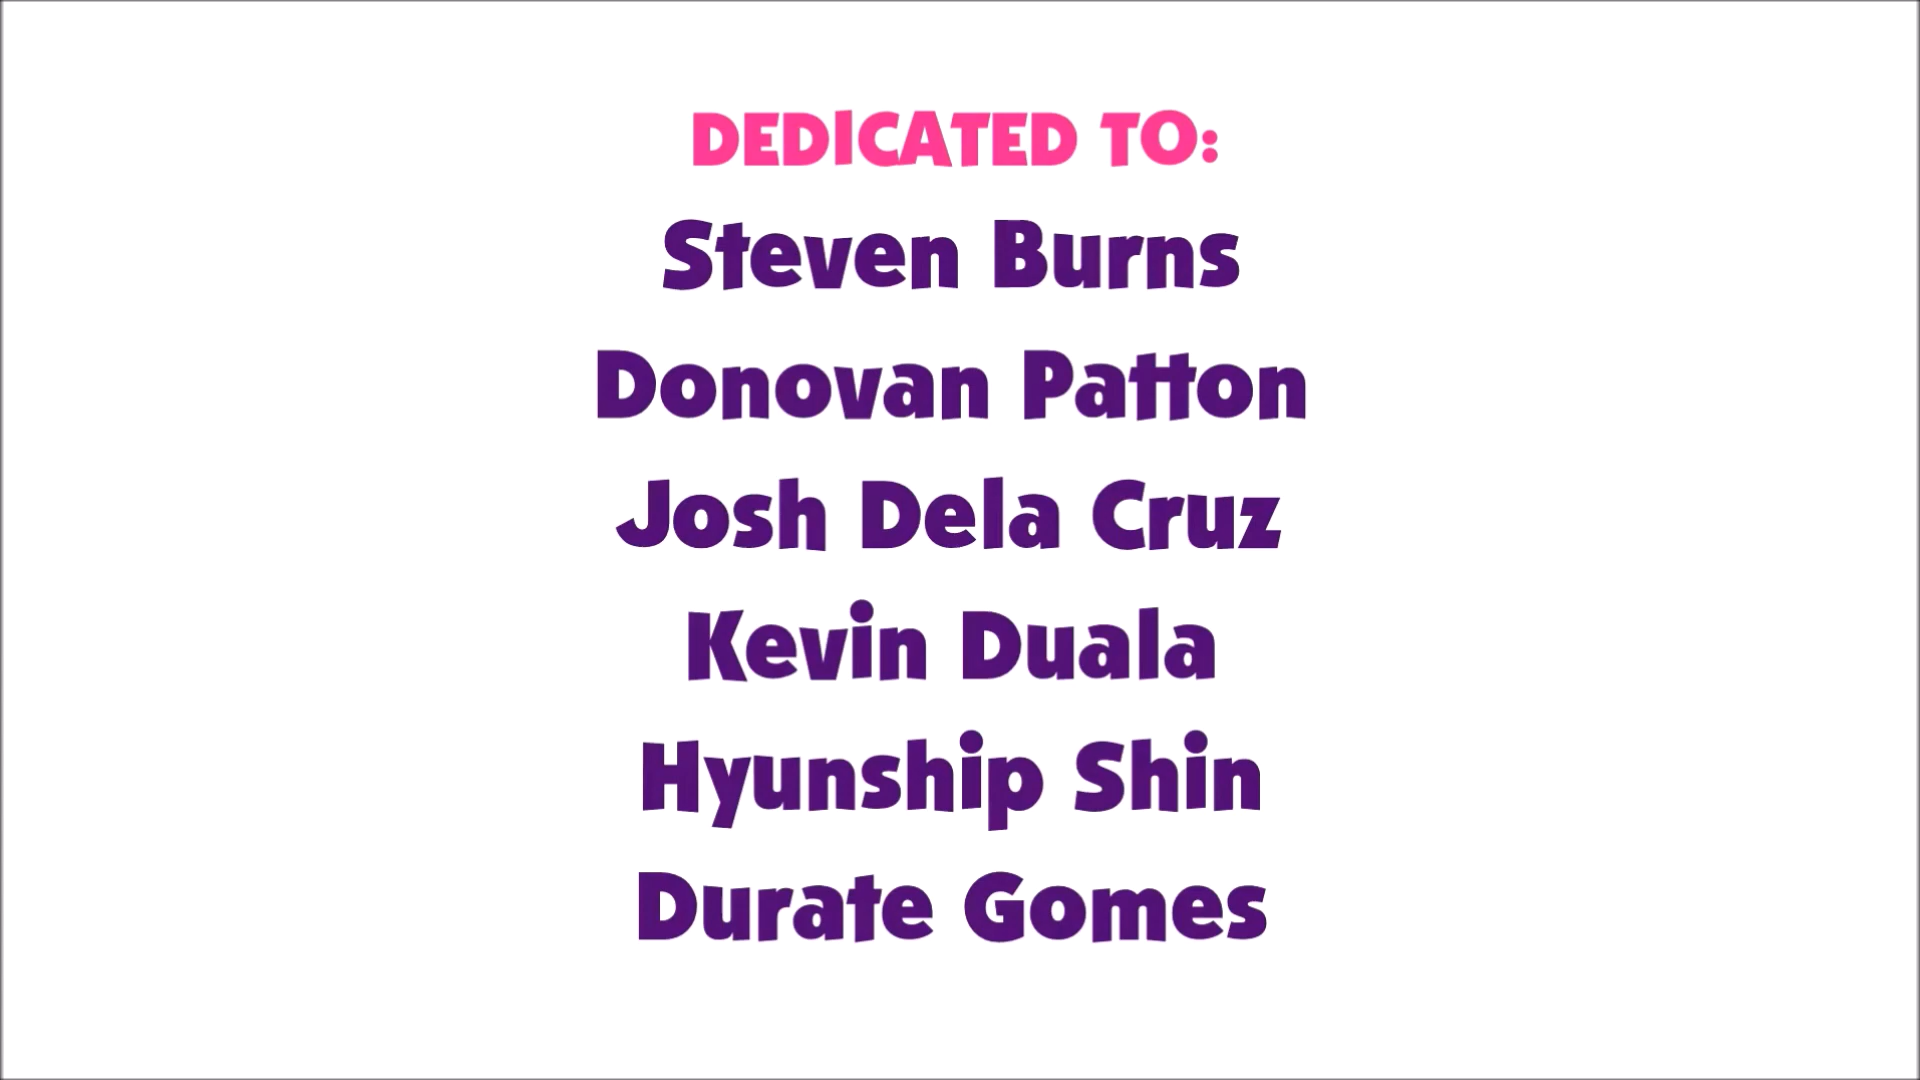 DEDICATED TO:
Steven Burns
Donovan Patton
Josh Dela Cruz
Kevin Duala
Hyunship Shin
Durate Gomes